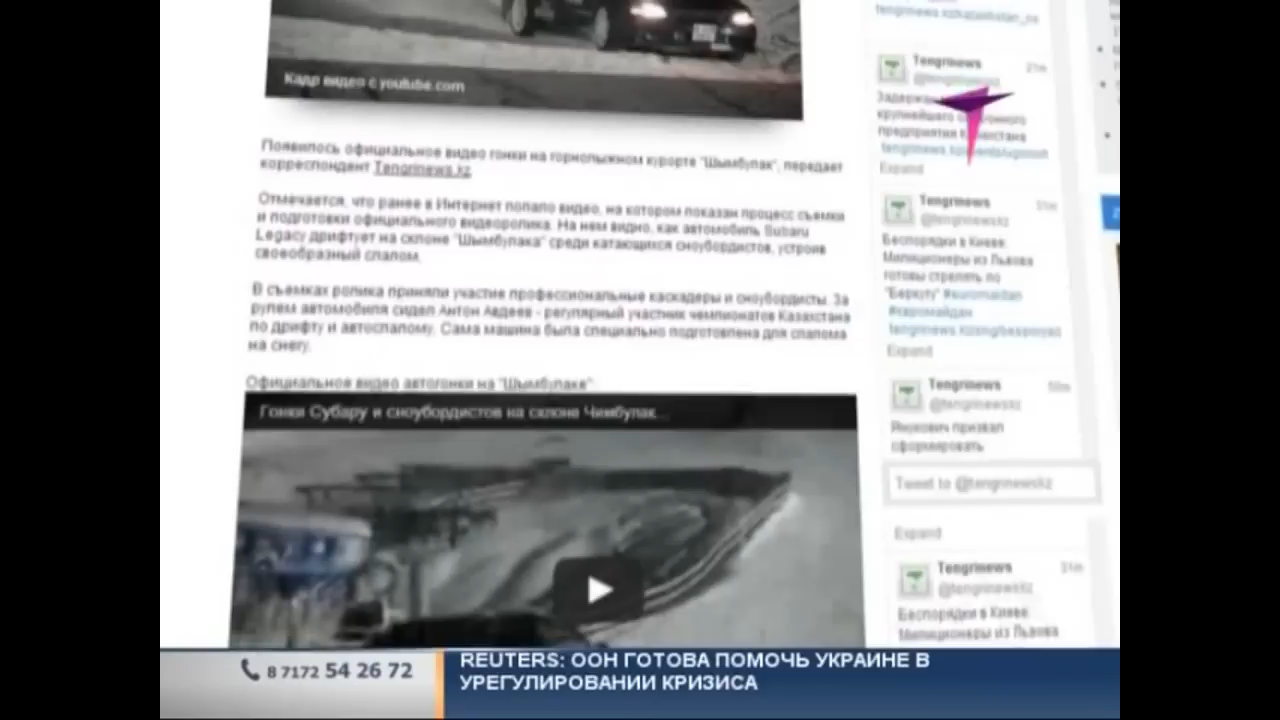 Кадр видео с youtube.com
Появилось официальное видео гонки на горнолыжном курорте "Шымбулак", передает
корреспондент Tengrinews.kz
Отмечается, что ранее в Интернет попало видео, на котором показан процесс съемки
и подготовки официального видеоролика. На нем видно, как автомобиль Subaru
Legacy дрифтует на склоне "Шымбулака" среди катающихся сноубордистов, устроив
своеобразный слалом.
В съемках ролика приняли участие профессиональные каскадеры и сноубордисты. За
рулем автомобиля сидел Антон Авдеев - регулярный участник чемпионатов Казахстана
по дрифту и автослалому. Сама машина была специально подготовлена для слалома
на снегу.
Официальное видео автогонки на "Шымбулаке":
Гонки Субару и сноубордистов на склоне Чимбулак...
Tengrinews 21m
крупнейшего
предприятия Казахстана
Expand
Tengrinews
@tengrinewskz
Беспорядки в Киеве:
Милиционеры из Львова
готовы стрелять по
"Беркуту" #euromaidan
#евромайдан
Expand
Tengrinews
@tengrinewskz
Янукович призвал
сформировать
Tweet to @tengrinewskz
Expand
Tengrinews 21m
@tengrinewskz
Беспорядки в Киеве:
Милиционеры из Львова
8 7172 54 26 72
REUTERS: ООН ГОТОВА ПОМОЧЬ УКРАИНЕ В
УРЕГУЛИРОВАНИИ КРИЗИСА